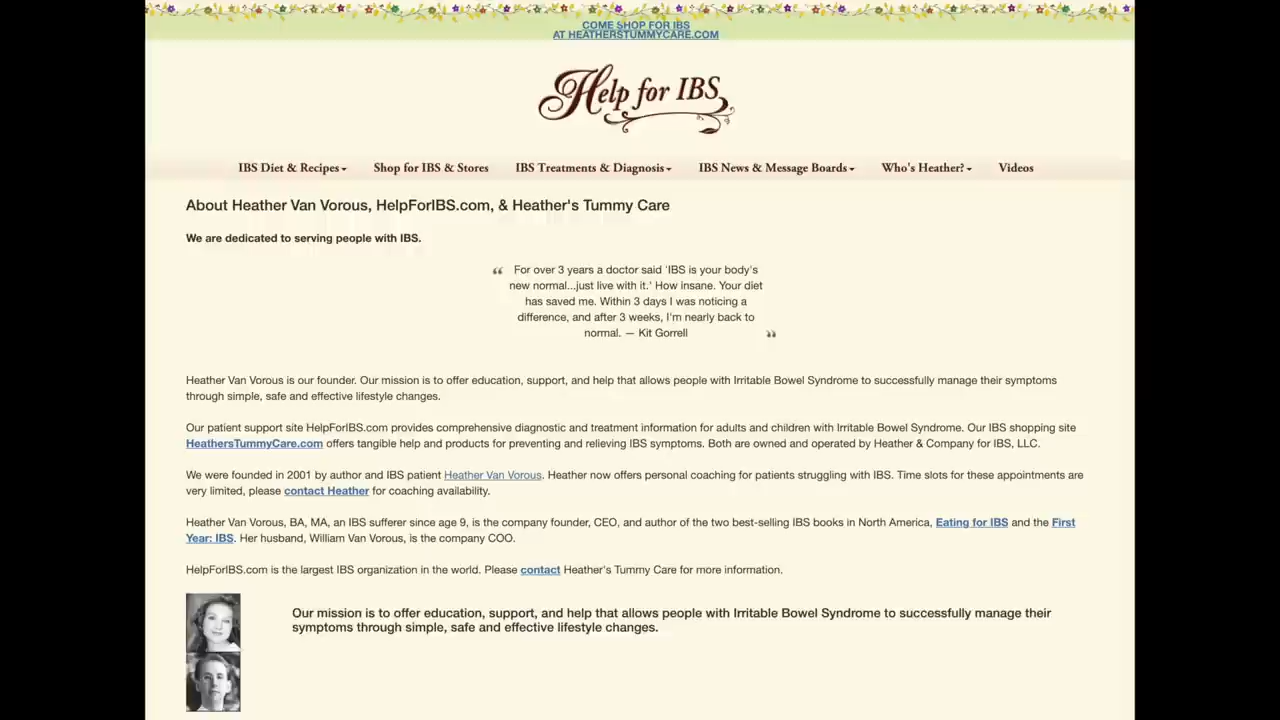 COME SHOP FOR IBS
AT HEATHERSTUMMYCARE.COM
Help for IBS
IBS Diet & Recipes Shop for IBS & Stores IBS Treatments & Diagnosis IBS News & Message Boards Who's Heather? Videos
About Heather Van Vorous, HelpForIBS.com, & Heather's Tummy Care
We are dedicated to serving people with IBS.
“ For over 3 years a doctor said 'IBS is your body's
new normal...just live with it.' How insane. Your diet
has saved me. Within 3 days I was noticing a
difference, and after 3 weeks, I'm nearly back to
normal. — Kit Gorrell ”
Heather Van Vorous is our founder. Our mission is to offer education, support, and help that allows people with Irritable Bowel Syndrome to successfully manage their symptoms
through simple, safe and effective lifestyle changes.
Our patient support site HelpForIBS.com provides comprehensive diagnostic and treatment information for adults and children with Irritable Bowel Syndrome. Our IBS shopping site
HeathersTummyCare.com offers tangible help and products for preventing and relieving IBS symptoms. Both are owned and operated by Heather & Company for IBS, LLC.
We were founded in 2001 by author and IBS patient Heather Van Vorous. Heather now offers personal coaching for patients struggling with IBS. Time slots for these appointments are
very limited, please contact Heather for coaching availability.
Heather Van Vorous, BA, MA, an IBS sufferer since age 9, is the company founder, CEO, and author of the two best-selling IBS books in North America, Eating for IBS and the First
Year: IBS. Her husband, William Van Vorous, is the company COO.
HelpForIBS.com is the largest IBS organization in the world. Please contact Heather's Tummy Care for more information.
Our mission is to offer education, support, and help that allows people with Irritable Bowel Syndrome to successfully manage their
symptoms through simple, safe and effective lifestyle changes.